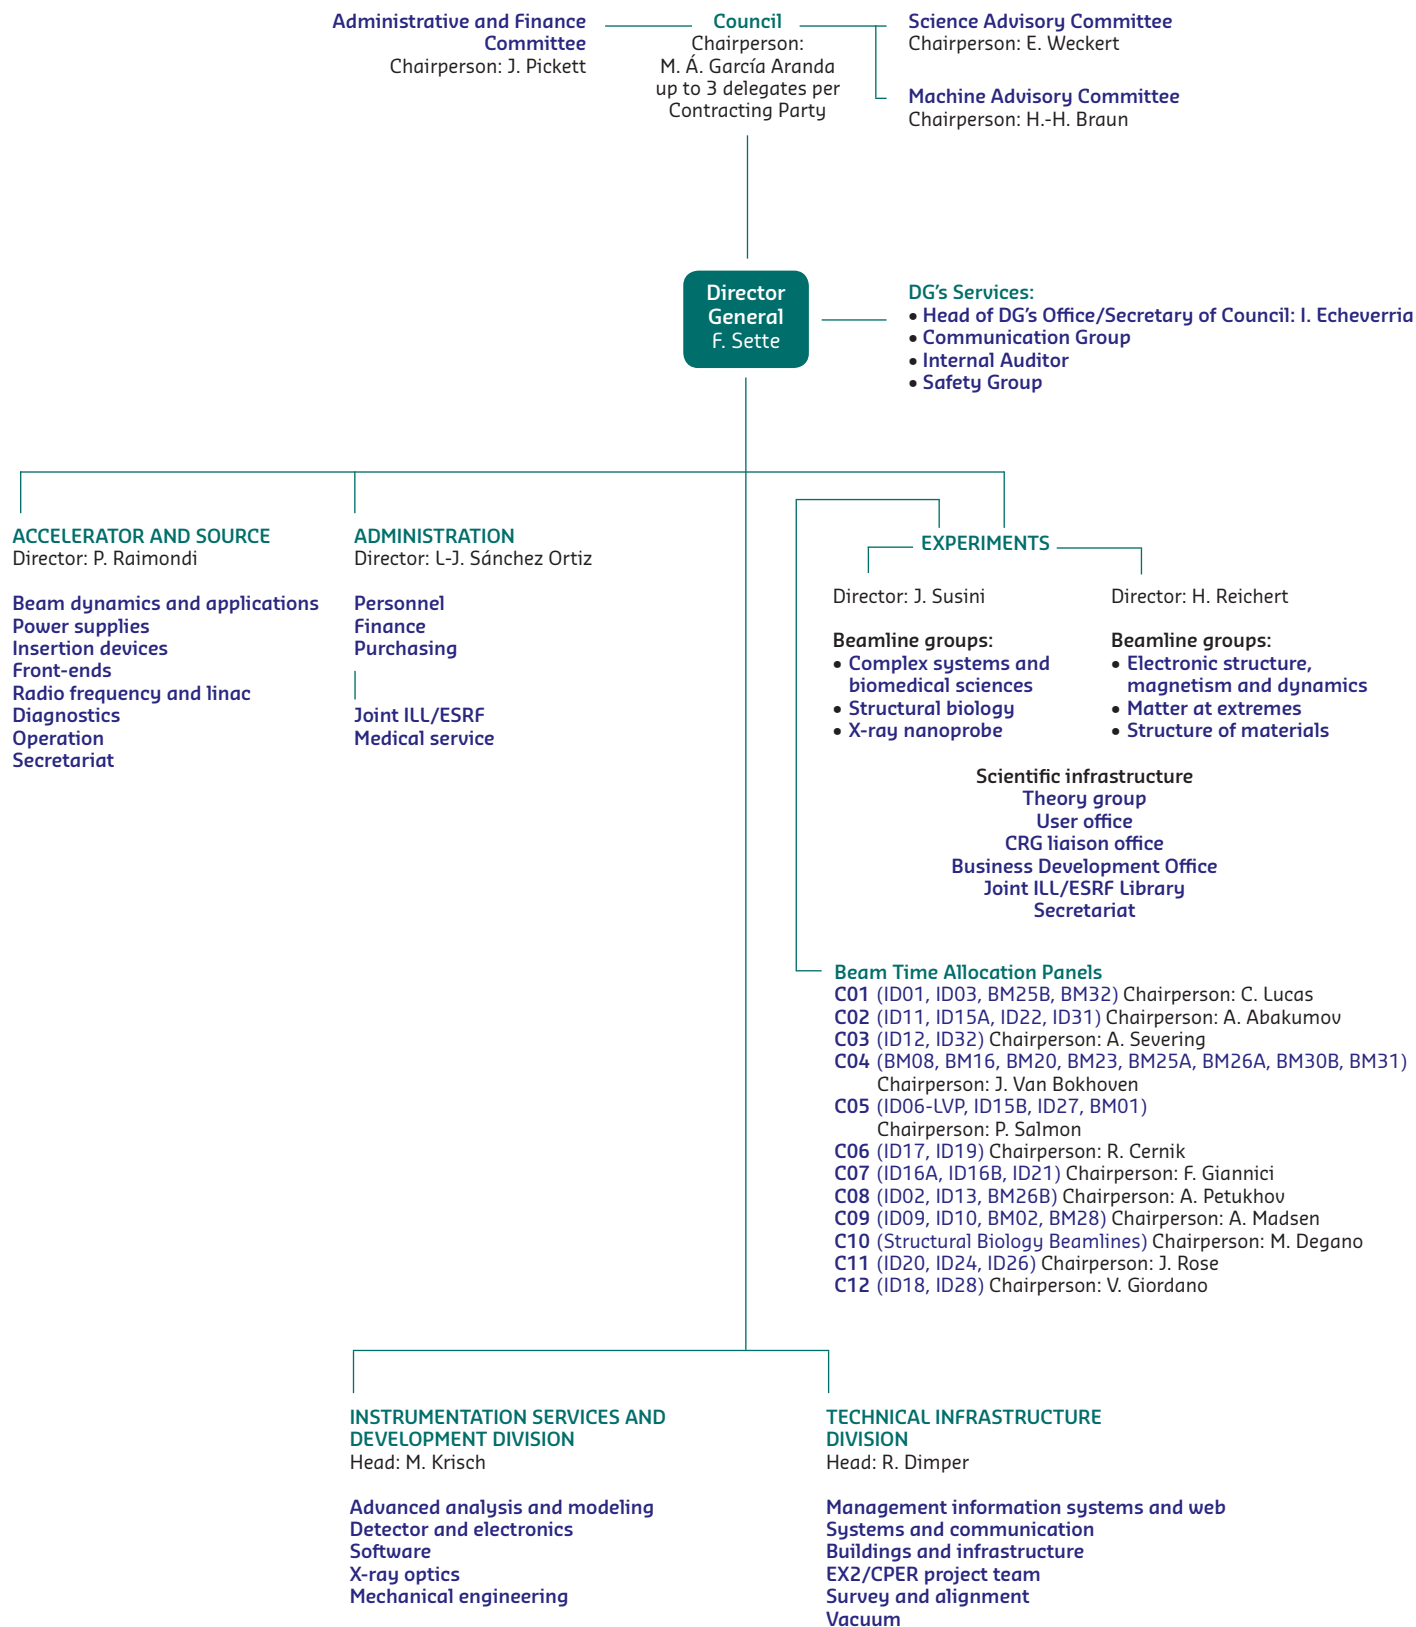 Administrative and Finance
Committee
Chairperson: J. Pickett
Council
Chairperson:
M. Á. García Aranda
up to 3 delegates per
Contracting Party
Science Advisory Committee
Chairperson: E. Weckert
Machine Advisory Committee
Chairperson: H.-H. Braun
Director
General
F. Sette
DG's Services:
• Head of DG's Office/Secretary of Council: I. Echeverria
• Communication Group
• Internal Auditor
• Safety Group
ACCELERATOR AND SOURCE
Director: P. Raimondi
Beam dynamics and applications
Power supplies
Insertion devices
Front-ends
Radio frequency and linac
Diagnostics
Operation
Secretariat
ADMINISTRATION
Director: L-J. Sánchez Ortiz
Personnel
Finance
Purchasing
Joint ILL/ESRF
Medical service
EXPERIMENTS
Director: J. Susini
Beamline groups:
• Complex systems and
biomedical sciences
• Structural biology
• X-ray nanoprobe
Director: H. Reichert
Beamline groups:
• Electronic structure,
magnetism and dynamics
• Matter at extremes
• Structure of materials
Scientific infrastructure
Theory group
User office
CRG liaison office
Business Development Office
Joint ILL/ESRF Library
Secretariat
Beam Time Allocation Panels
C01 (ID01, ID03, BM25B, BM32) Chairperson: C. Lucas
C02 (ID11, ID15A, ID22, ID31) Chairperson: A. Abakumov
C03 (ID12, ID32) Chairperson: A. Severing
C04 (BM08, BM16, BM20, BM23, BM25A, BM26A, BM30B, BM31)
Chairperson: J. Van Bokhoven
C05 (ID06-LVP, ID15B, ID27, BM01)
Chairperson: P. Salmon
C06 (ID17, ID19) Chairperson: R. Cernik
C07 (ID16A, ID16B, ID21) Chairperson: F. Giannici
C08 (ID02, ID13, BM26B) Chairperson: A. Petukhov
C09 (ID09, ID10, BM02, BM28) Chairperson: A. Madsen
C10 (Structural Biology Beamlines) Chairperson: M. Degano
C11 (ID20, ID24, ID26) Chairperson: J. Rose
C12 (ID18, ID28) Chairperson: V. Giordano
INSTRUMENTATION SERVICES AND
DEVELOPMENT DIVISION
Head: M. Krisch
Advanced analysis and modeling
Detector and electronics
Software
X-ray optics
Mechanical engineering
TECHNICAL INFRASTRUCTURE
DIVISION
Head: R. Dimper
Management information systems and web
Systems and communication
Buildings and infrastructure
EX2/CPER project team
Survey and alignment
Vacuum